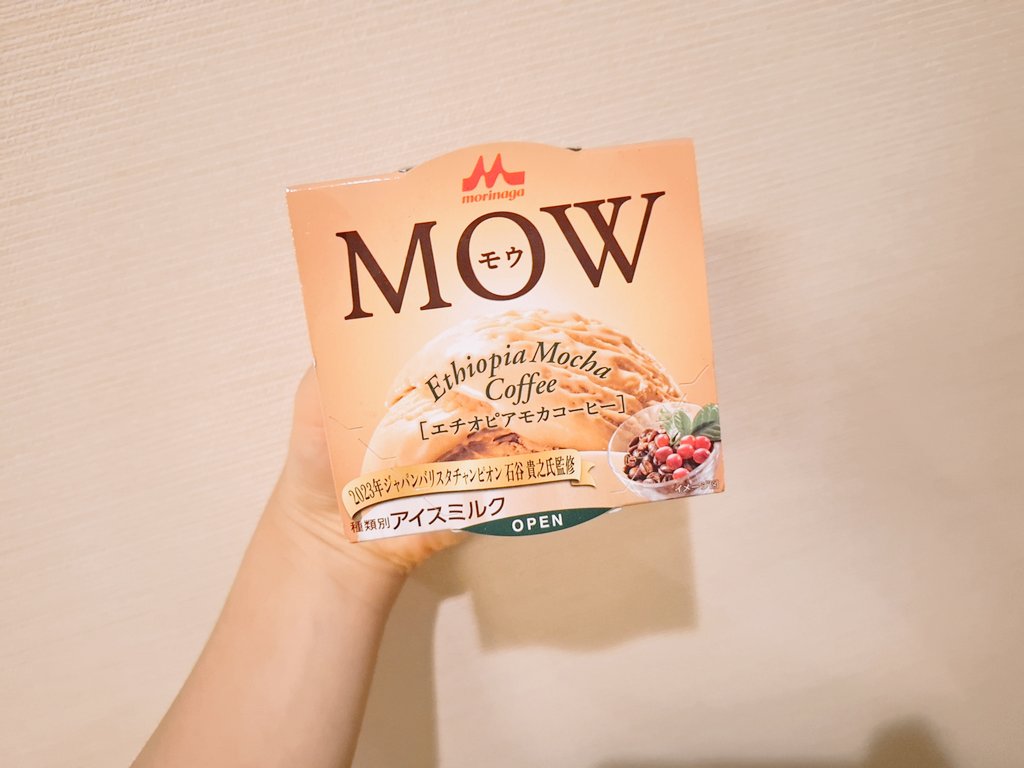 morinaga
MOW
モウ
Ethiopia Mocha
Coffee
[エチオピアモカコーヒー]
2023年ジャパンバリスタチャンピオン 石谷 貴之氏監修
種類別 アイスミルク
OPEN